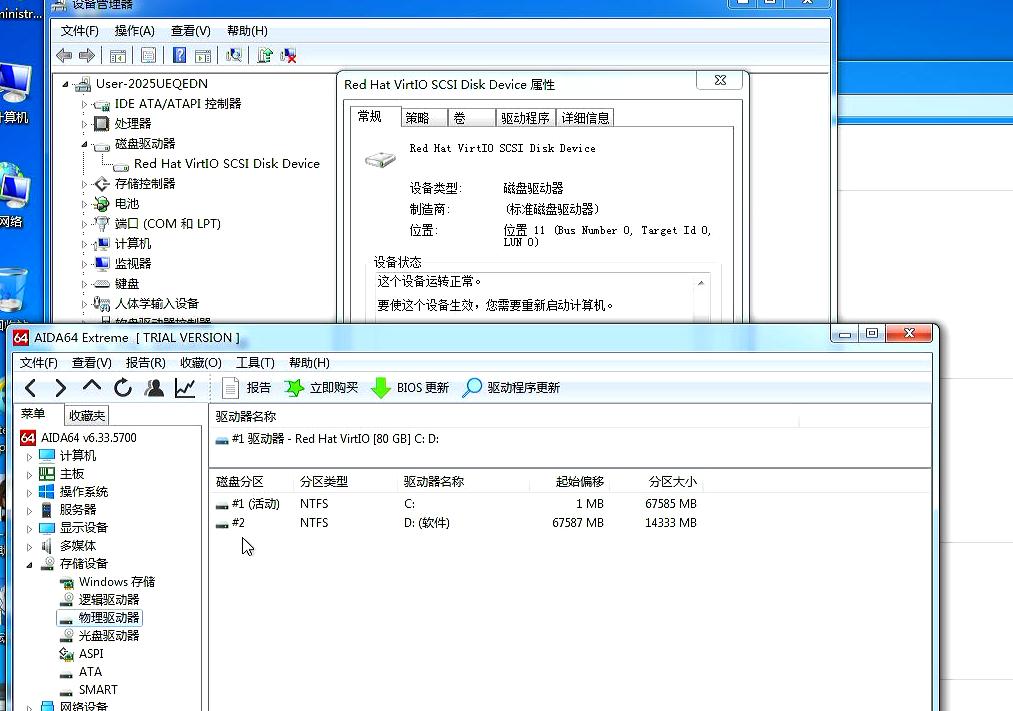 设备管理器
文件(F) 操作(A) 查看(V) 帮助(H)
User-2025UEQEDN
IDE ATA/ATAPI 控制器
处理器
磁盘驱动器
Red Hat VirtIO SCSI Disk Device
存储控制器
电池
端口 (COM 和 LPT)
计算机
监视器
键盘
人体学输入设备
网络
Red Hat VirtIO SCSI Disk Device 属性
常规 策略 卷 驱动程序 详细信息
Red Hat VirtIO SCSI Disk Device
设备类型: 磁盘驱动器
制造商: (标准磁盘驱动器)
位置: 位置 11 (Bus Number 0, Target Id 0,
LUN 0)
设备状态
这个设备运转正常。
要使这个设备生效，您需要重新启动计算机。
64 AIDA64 Extreme [ TRIAL VERSION ]
文件(F) 查看(V) 报告(R) 收藏(O) 工具(T) 帮助(H)
报告 立即购买 BIOS 更新 驱动程序更新
菜单 收藏夹
64 AIDA64 v6.33.5700
计算机
主板
操作系统
服务器
显示设备
多媒体
存储设备
Windows 存储
逻辑驱动器
物理驱动器
光盘驱动器
ASPI
ATA
SMART
网络设备
驱动器名称
#1 驱动器 - Red Hat VirtIO [80 GB] C: D:
磁盘分区 分区类型 驱动器名称 起始偏移 分区大小
#1 (活动) NTFS C: 1 MB 67585 MB
#2 NTFS D: (软件) 67587 MB 14333 MB